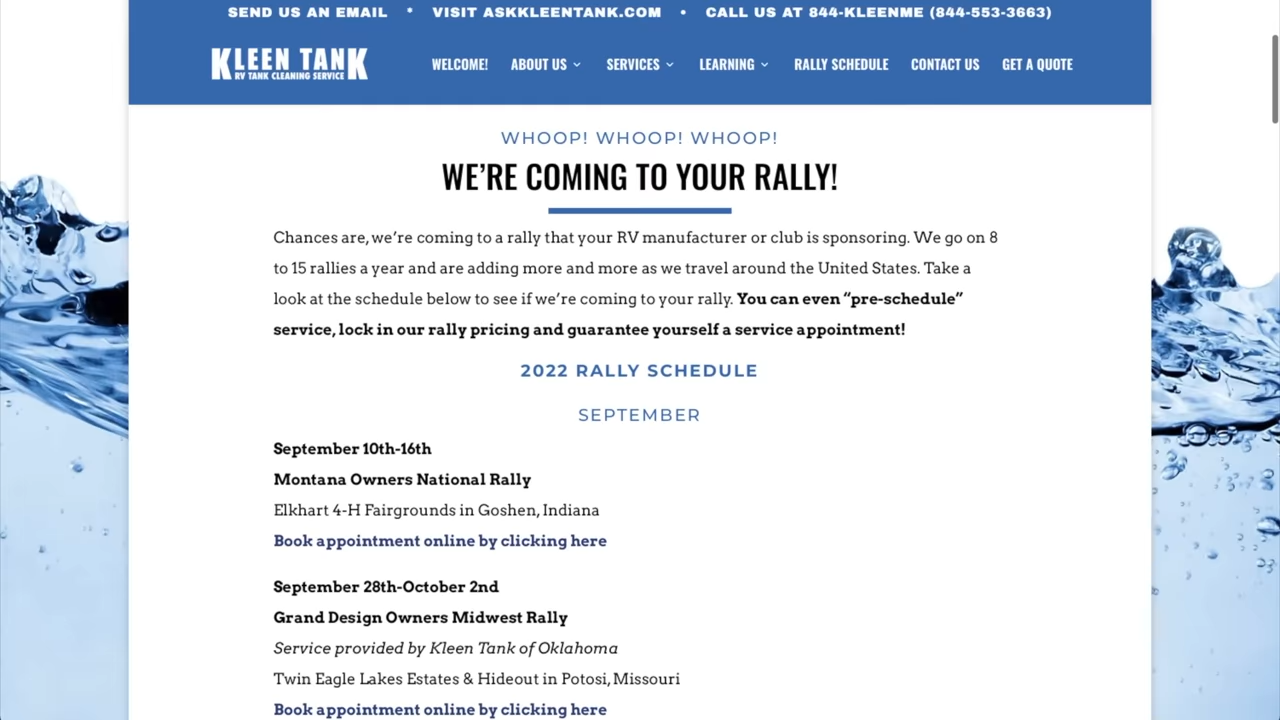 SEND US AN EMAIL * VISIT ASKKLEENTANK.COM • CALL US AT 844-KLEENME (844-553-3663)
KLEEN TANK
RV TANK CLEANING SERVICE
WELCOME! ABOUT US SERVICES LEARNING RALLY SCHEDULE CONTACT US GET A QUOTE
WHOOP! WHOOP! WHOOP!
WE’RE COMING TO YOUR RALLY!
Chances are, we’re coming to a rally that your RV manufacturer or club is sponsoring. We go on 8
to 15 rallies a year and are adding more and more as we travel around the United States. Take a
look at the schedule below to see if we’re coming to your rally. You can even “pre-schedule”
service, lock in our rally pricing and guarantee yourself a service appointment!
2022 RALLY SCHEDULE
SEPTEMBER
September 10th-16th
Montana Owners National Rally
Elkhart 4-H Fairgrounds in Goshen, Indiana
Book appointment online by clicking here
September 28th-October 2nd
Grand Design Owners Midwest Rally
Service provided by Kleen Tank of Oklahoma
Twin Eagle Lakes Estates & Hideout in Potosi, Missouri
Book appointment online by clicking here